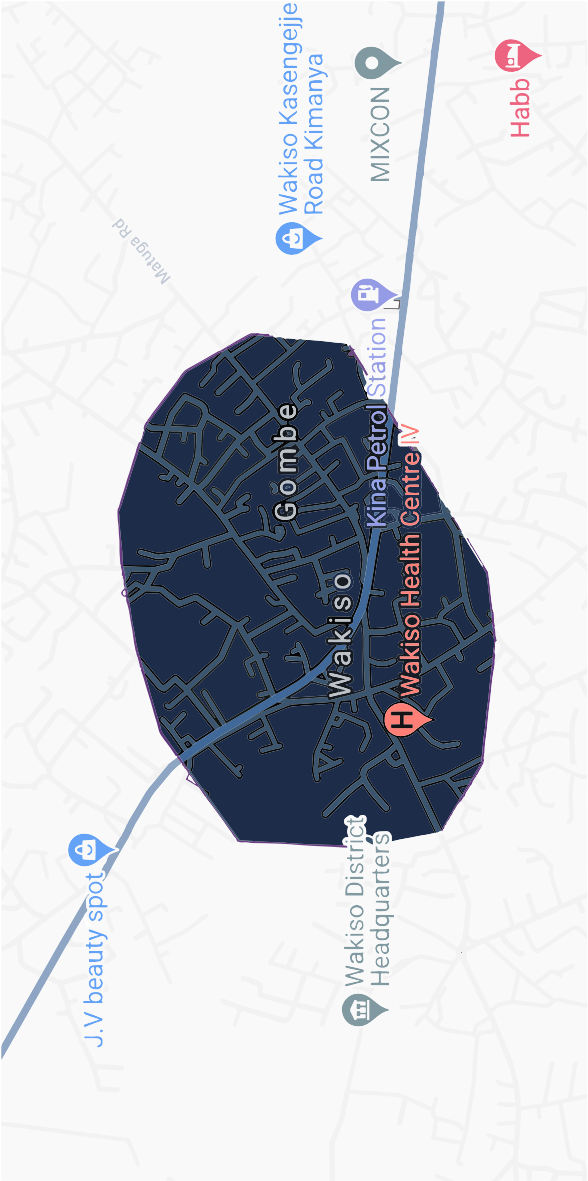 Wakiso Kasengejje
Road Kimanya
MIXCON
Habb
Matuga Rd
Kina Petrol Station
Gombe
Wakiso Health Centre IV
Wakiso
J.V beauty spot
Wakiso District
Headquarters